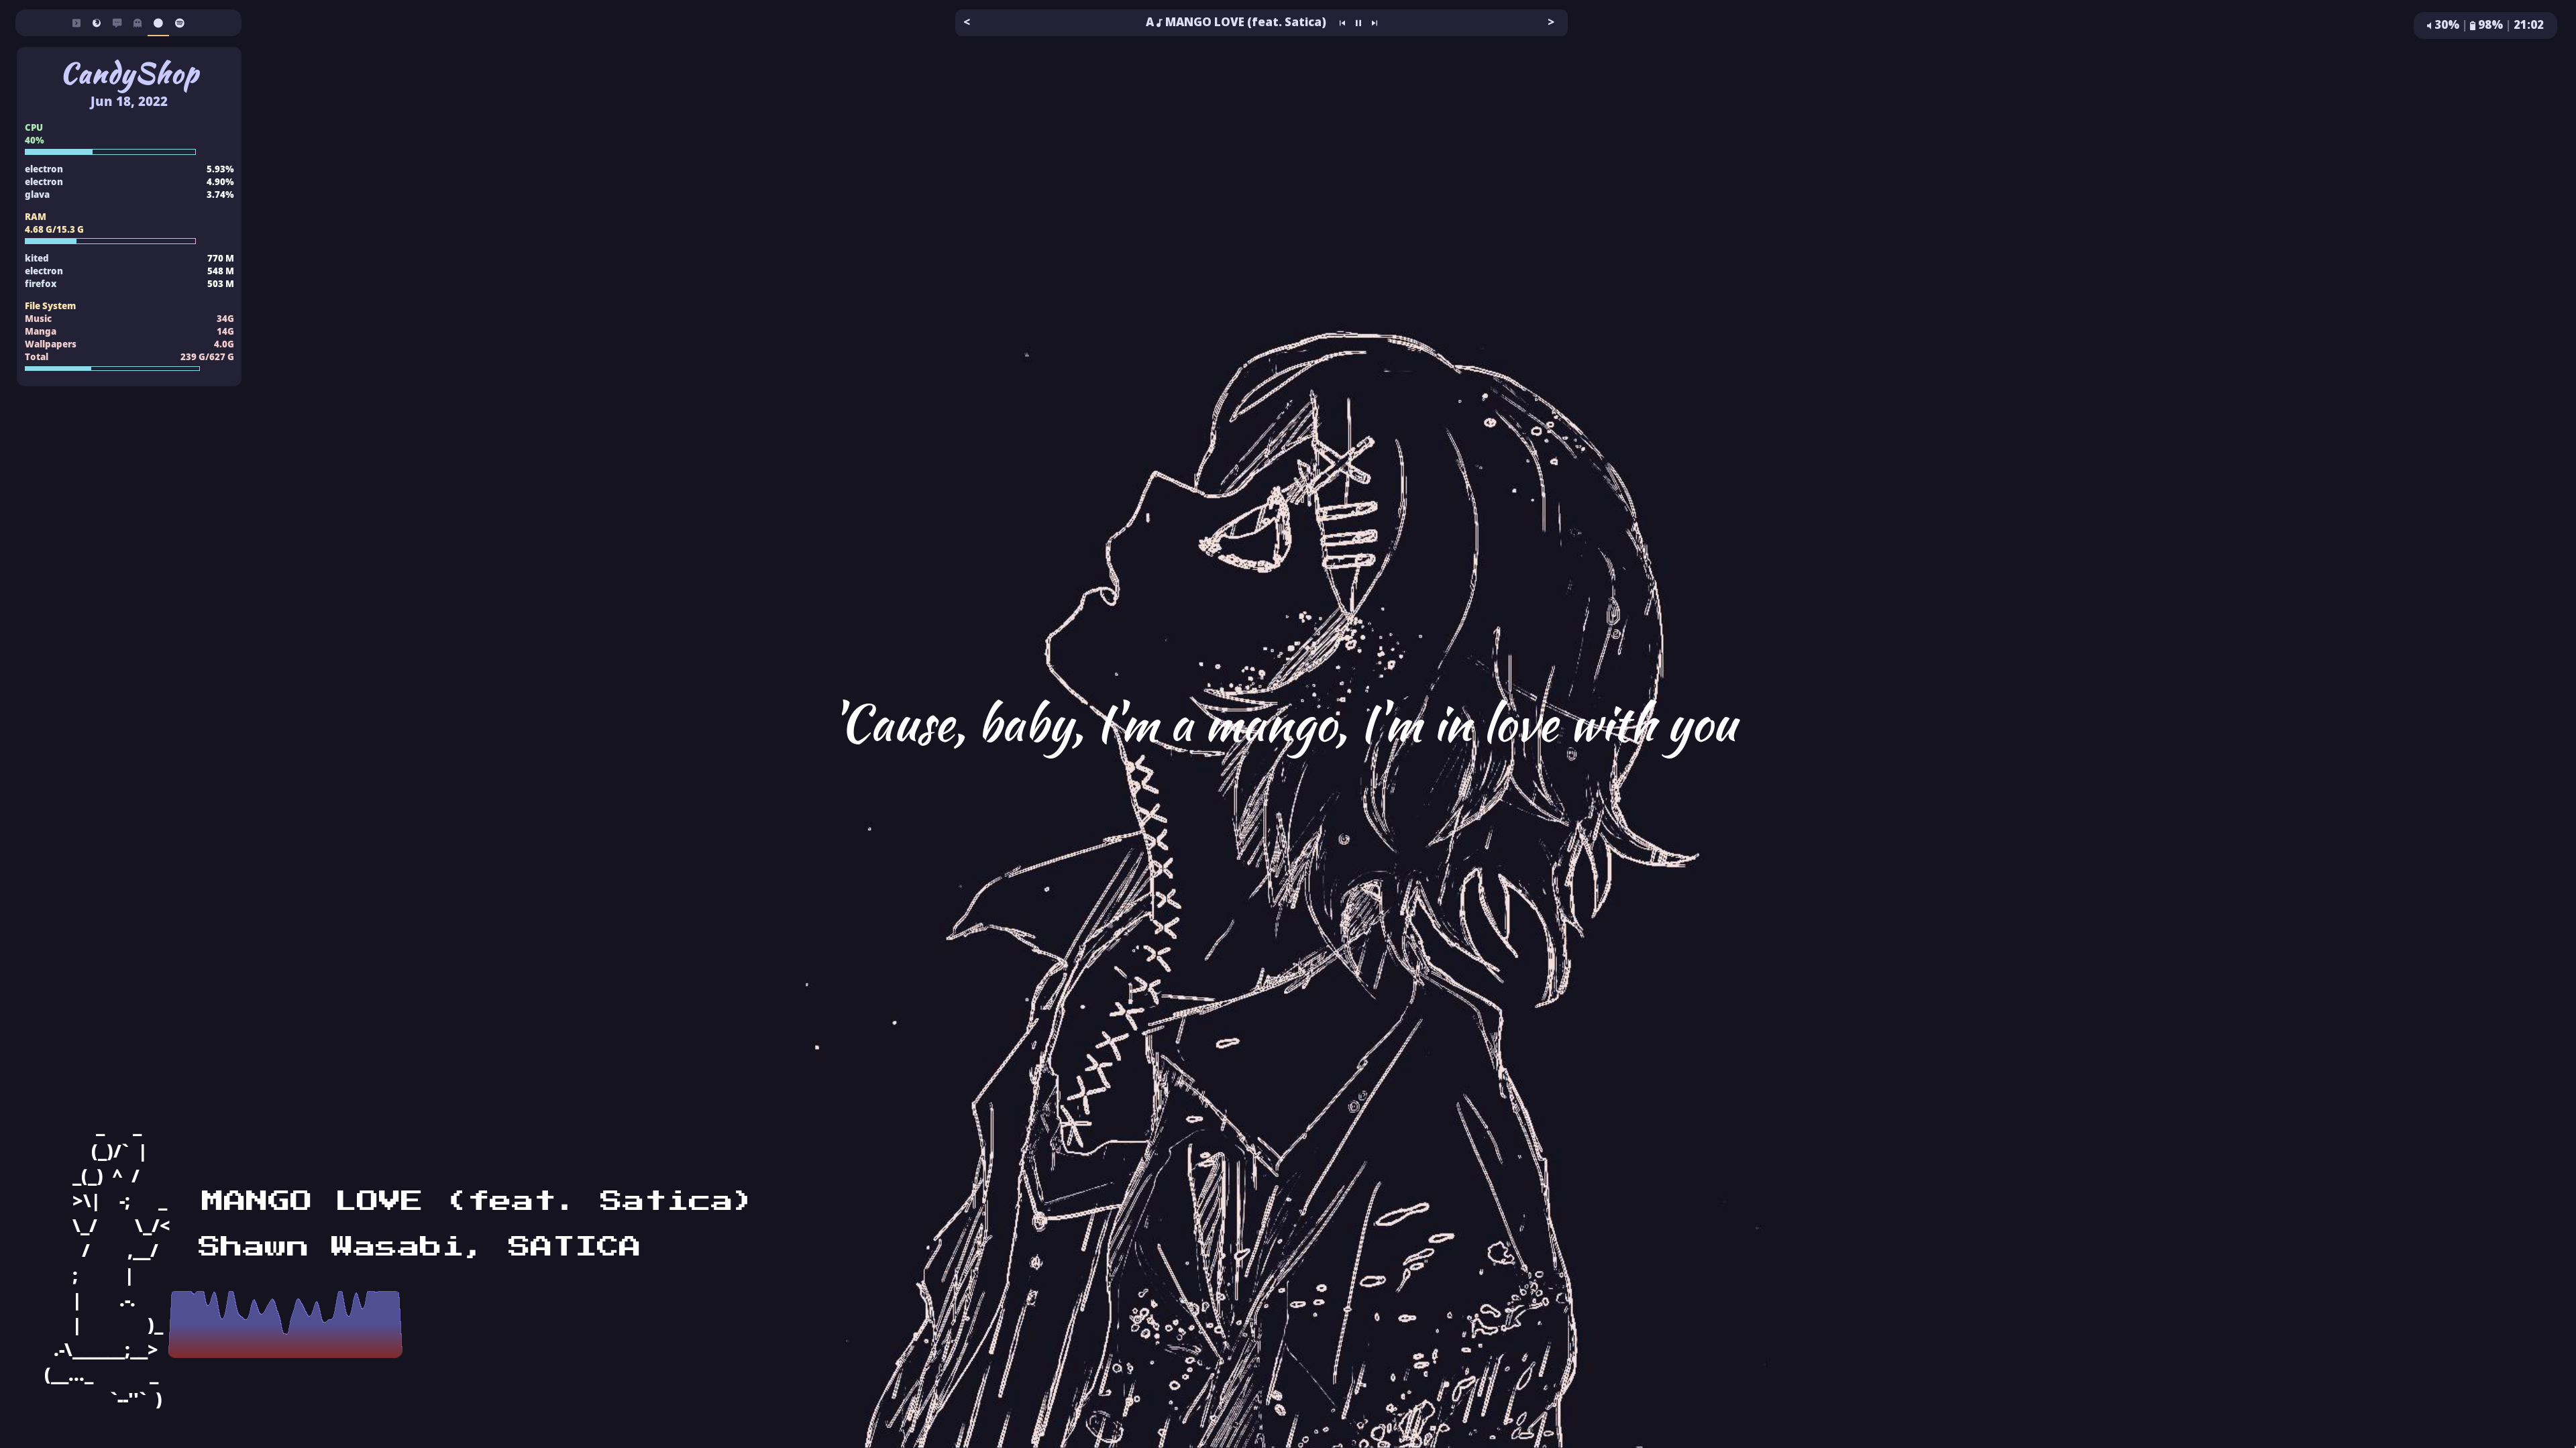 < A ♪ MANGO LOVE (feat. Satica) >
30% | 98% | 21:02
CandyShop
Jun 18, 2022
CPU
40%
electron 5.93%
electron 4.90%
glava 3.74%
RAM
4.68 G/15.3 G
kited 770 M
electron 548 M
firefox 503 M
File System
Music 34G
Manga 14G
Wallpapers 4.0G
Total 239 G/627 G
'Cause, baby, I'm a mango, I'm in love with you
MANGO LOVE (feat. Satica)
Shawn Wasabi, SATICA